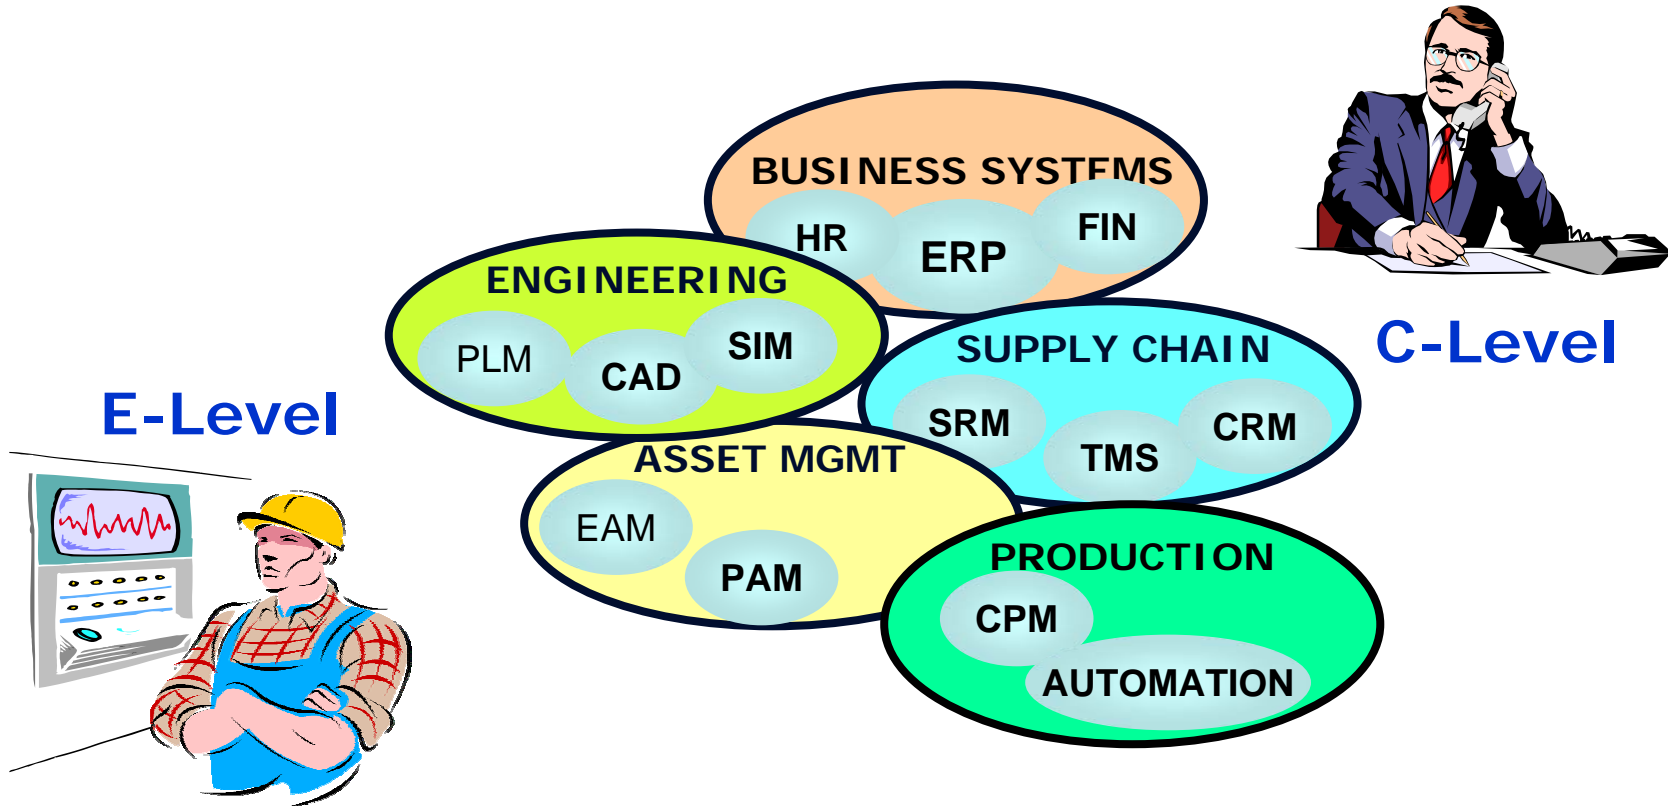 BUSINESS SYSTEMS
HR
ERP
FIN
ENGINEERING
PLM
CAD
SIM
SUPPLY CHAIN
SRM
TMS
CRM
C-Level
E-Level
ASSET MGMT
EAM
PAM
PRODUCTION
CPM
AUTOMATION